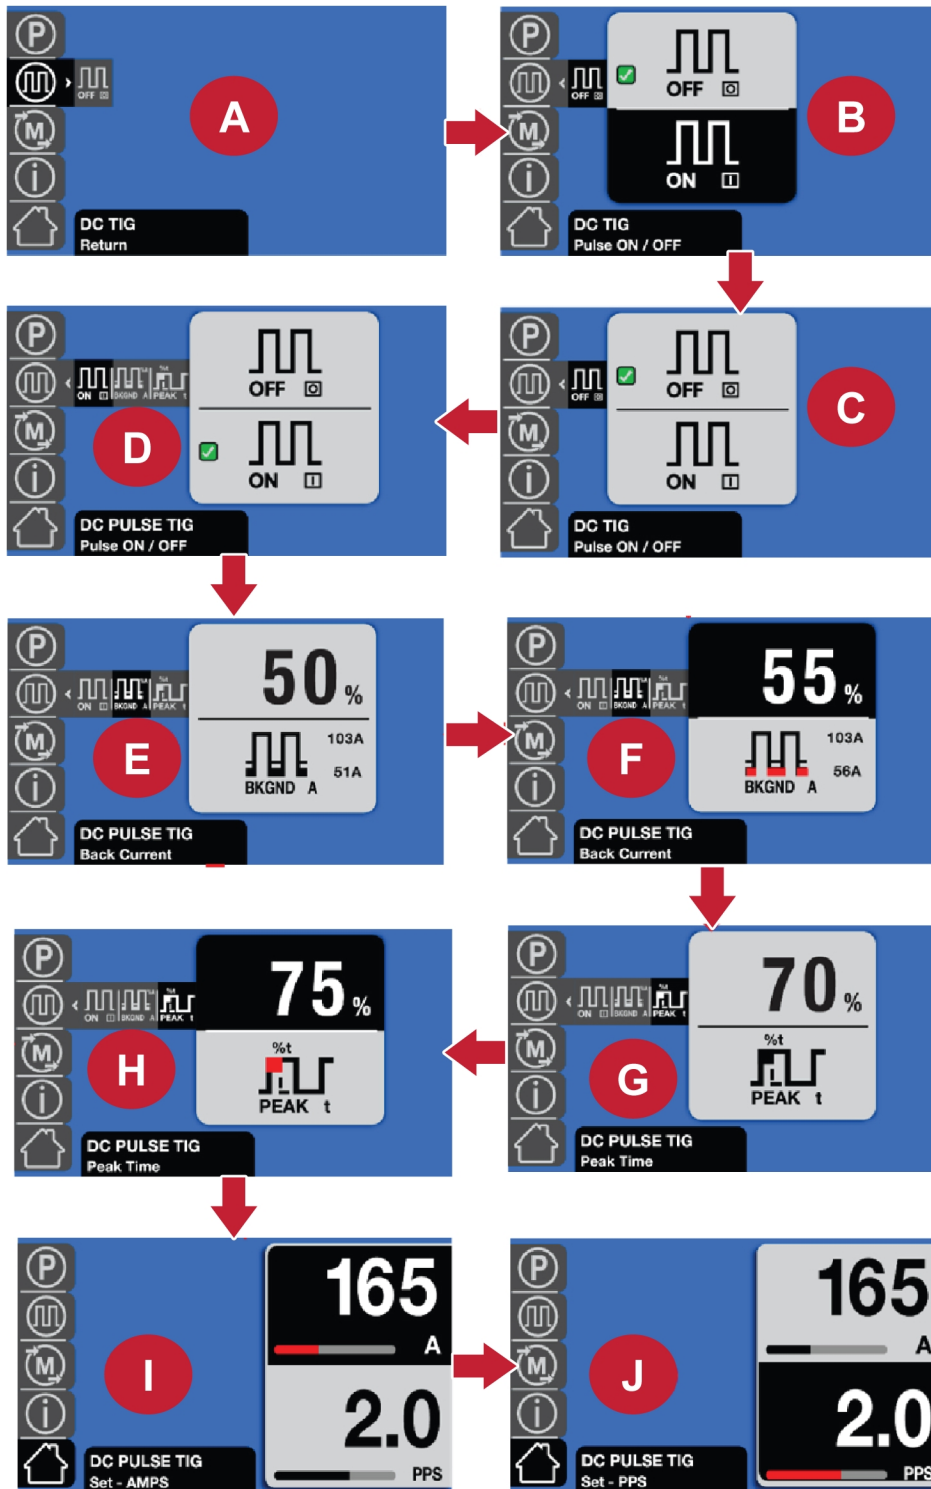 P
OFF
A
M
i
DC TIG
Return
P
OFF
OFF
ON
B
M
i
DC TIG
Pulse ON / OFF
P
OFF
ON I
BKGND A
PEAK t
%t
ON I
D
M
i
DC PULSE TIG
Pulse ON / OFF
P
OFF
OFF
ON I
C
M
i
DC TIG
Pulse ON / OFF
P
50 %
ON I
BKGND A
%t
PEAK t
103A
51A
BKGND A
E
M
i
DC PULSE TIG
Back Current
P
55 %
ON I
BKGND A
%t
PEAK t
103A
56A
BKGND A
F
M
i
DC PULSE TIG
Back Current
P
75 %
ON I
BKGND A
%t
PEAK t
%t
PEAK t
H
M
i
DC PULSE TIG
Peak Time
P
70 %
ON I
BKGND A
%t
PEAK t
%t
PEAK t
G
M
i
DC PULSE TIG
Peak Time
P
165
A
I
M
i
2.0
PPS
DC PULSE TIG
Set - AMPS
P
165
A
J
M
i
2.0
PPS
DC PULSE TIG
Set - PPS